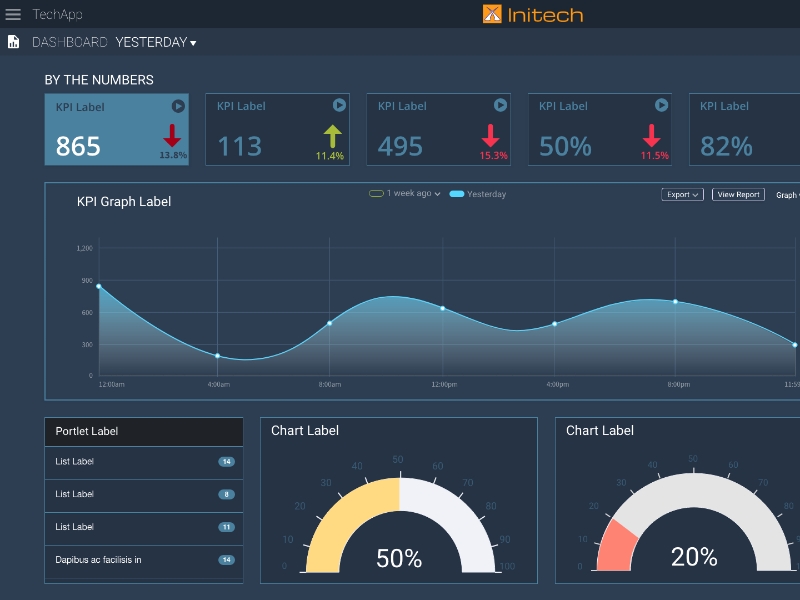 TechApp
Initech
DASHBOARD YESTERDAY
BY THE NUMBERS
KPI Label
865
13.8%
KPI Label
113
11.4%
KPI Label
495
15.3%
KPI Label
50%
11.5%
KPI Label
82%
KPI Graph Label
1 week ago
Yesterday
Export
View Report
Graph
1,200
900
600
300
0
12:00am
4:00am
8:00am
12:00pm
4:00pm
8:00pm
11:59
Portlet Label
List Label 14
List Label 8
List Label 11
Dapibus ac facilisis in 14
Chart Label
0
10
20
30
40
50
60
70
80
90
100
50%
Chart Label
0
10
20
30
40
50
60
70
80
20%